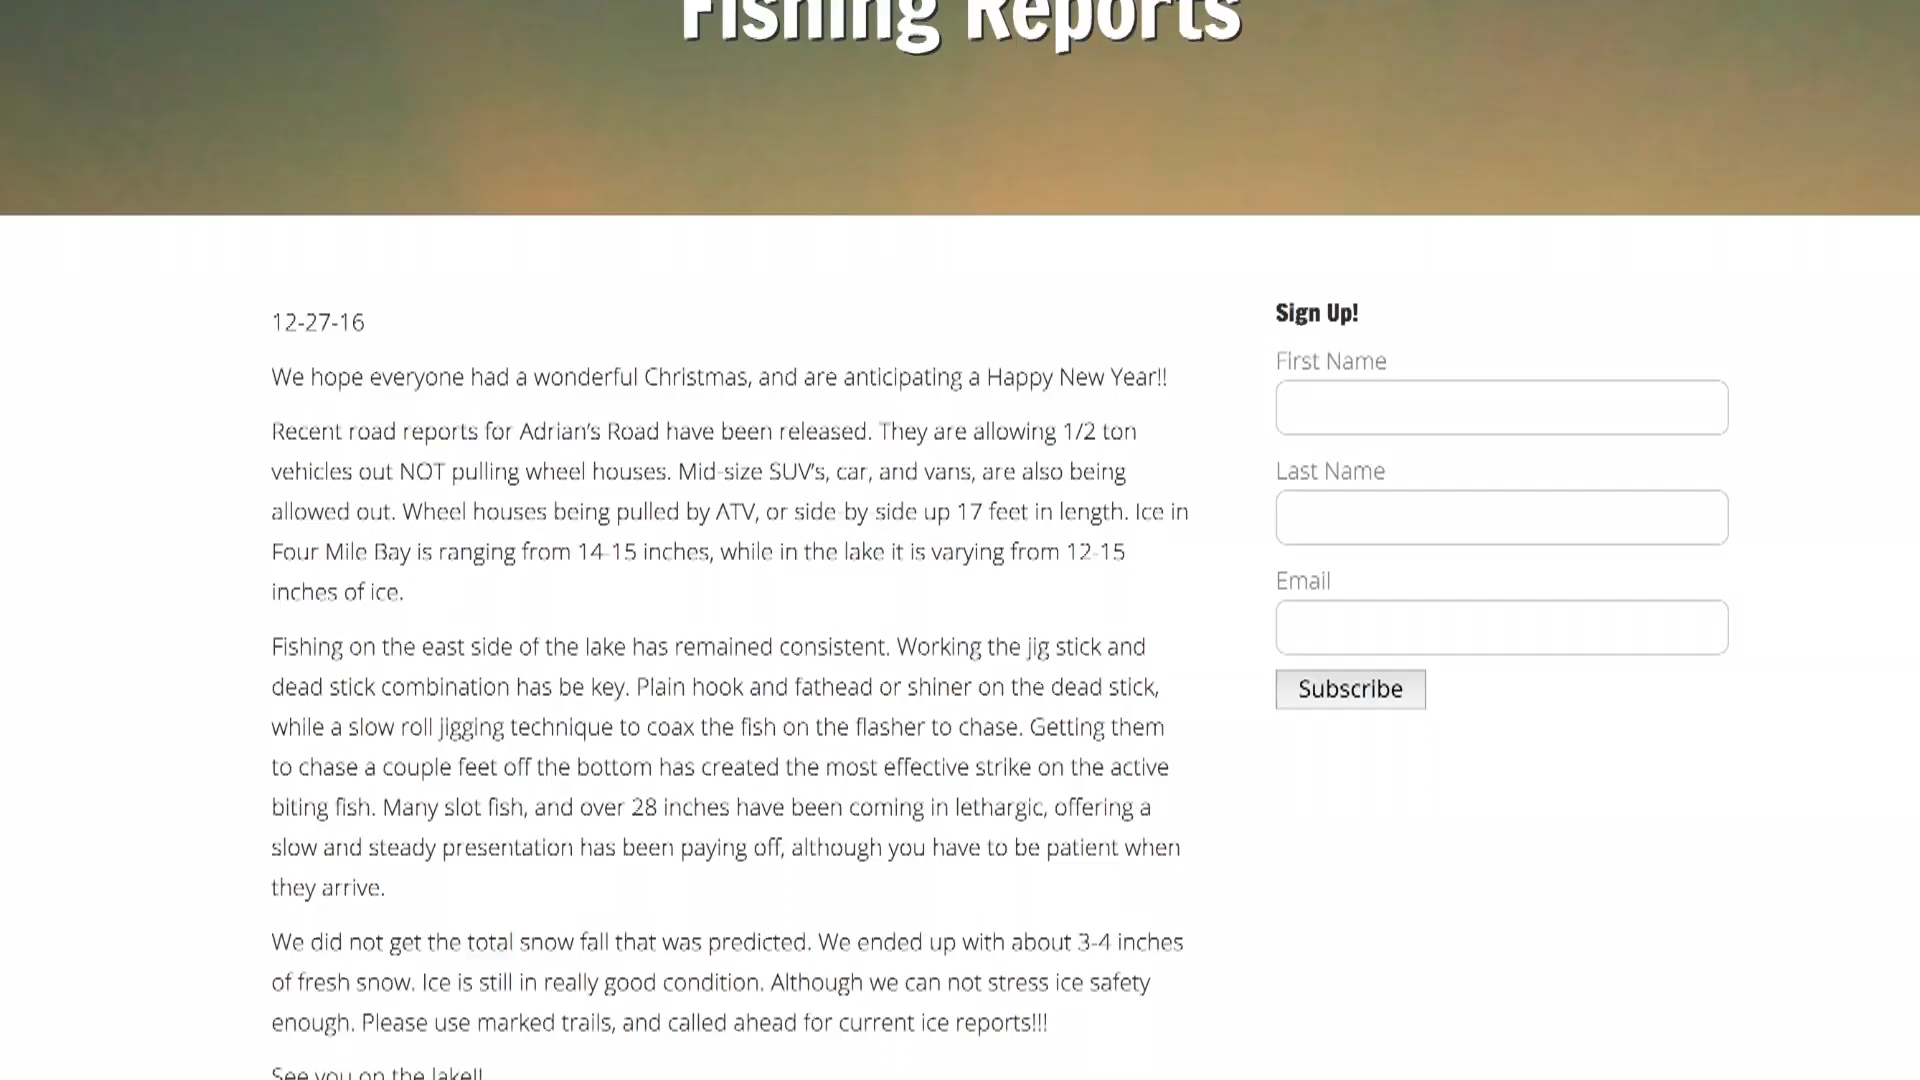 Fishing Reports
12-27-16
We hope everyone had a wonderful Christmas, and are anticipating a Happy New Year!!
Recent road reports for Adrian's Road have been released. They are allowing 1/2 ton
vehicles out NOT pulling wheel houses. Mid-size SUV's, car, and vans, are also being
allowed out. Wheel houses being pulled by ATV, or side by side up 17 feet in length. Ice in
Four Mile Bay is ranging from 14-15 inches, while in the lake it is varying from 12-15
inches of ice.
Fishing on the east side of the lake has remained consistent. Working the jig stick and
dead stick combination has be key. Plain hook and fathead or shiner on the dead stick,
while a slow roll jigging technique to coax the fish on the flasher to chase. Getting them
to chase a couple feet off the bottom has created the most effective strike on the active
biting fish. Many slot fish, and over 28 inches have been coming in lethargic, offering a
slow and steady presentation has been paying off, although you have to be patient when
they arrive.
We did not get the total snow fall that was predicted. We ended up with about 3-4 inches
of fresh snow. Ice is still in really good condition. Although we can not stress ice safety
enough. Please use marked trails, and called ahead for current ice reports!!!
See you on the lake!!
Sign Up!
First Name
Last Name
Email
Subscribe